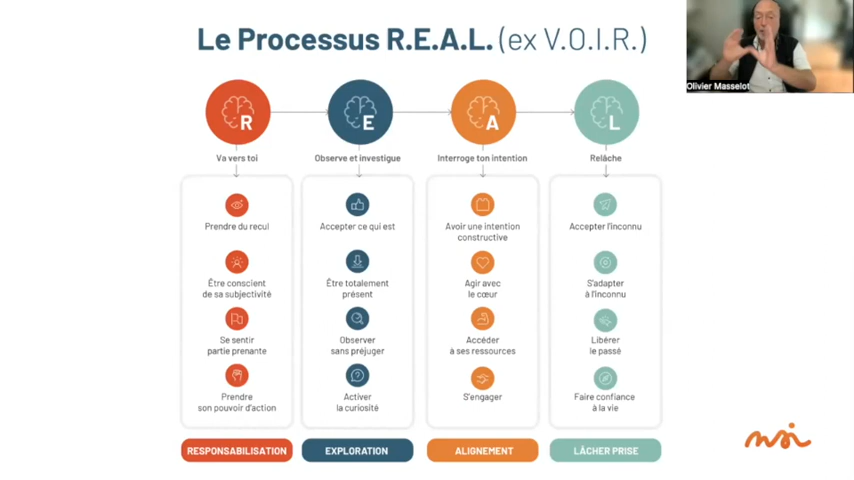 Le Processus R.E.A.L. (ex V.O.I.R.)
Olivier Masselot
R
E
A
L
Va vers toi
Observe et investigue
Interroge ton intention
Relâche
Prendre du recul
Être conscient
de sa subjectivité
Se sentir
partie prenante
Prendre
son pouvoir d'action
Accepter ce qui est
Être totalement
présent
Observer
sans préjuger
Activer
la curiosité
Avoir une intention
constructive
Agir avec
le cœur
Accéder
à ses ressources
S'engager
Accepter l'inconnu
S'adapter
à l'inconnu
Libérer
le passé
Faire confiance
à la vie
RESPONSABILISATION
EXPLORATION
ALIGNEMENT
LÂCHER PRISE
nsi